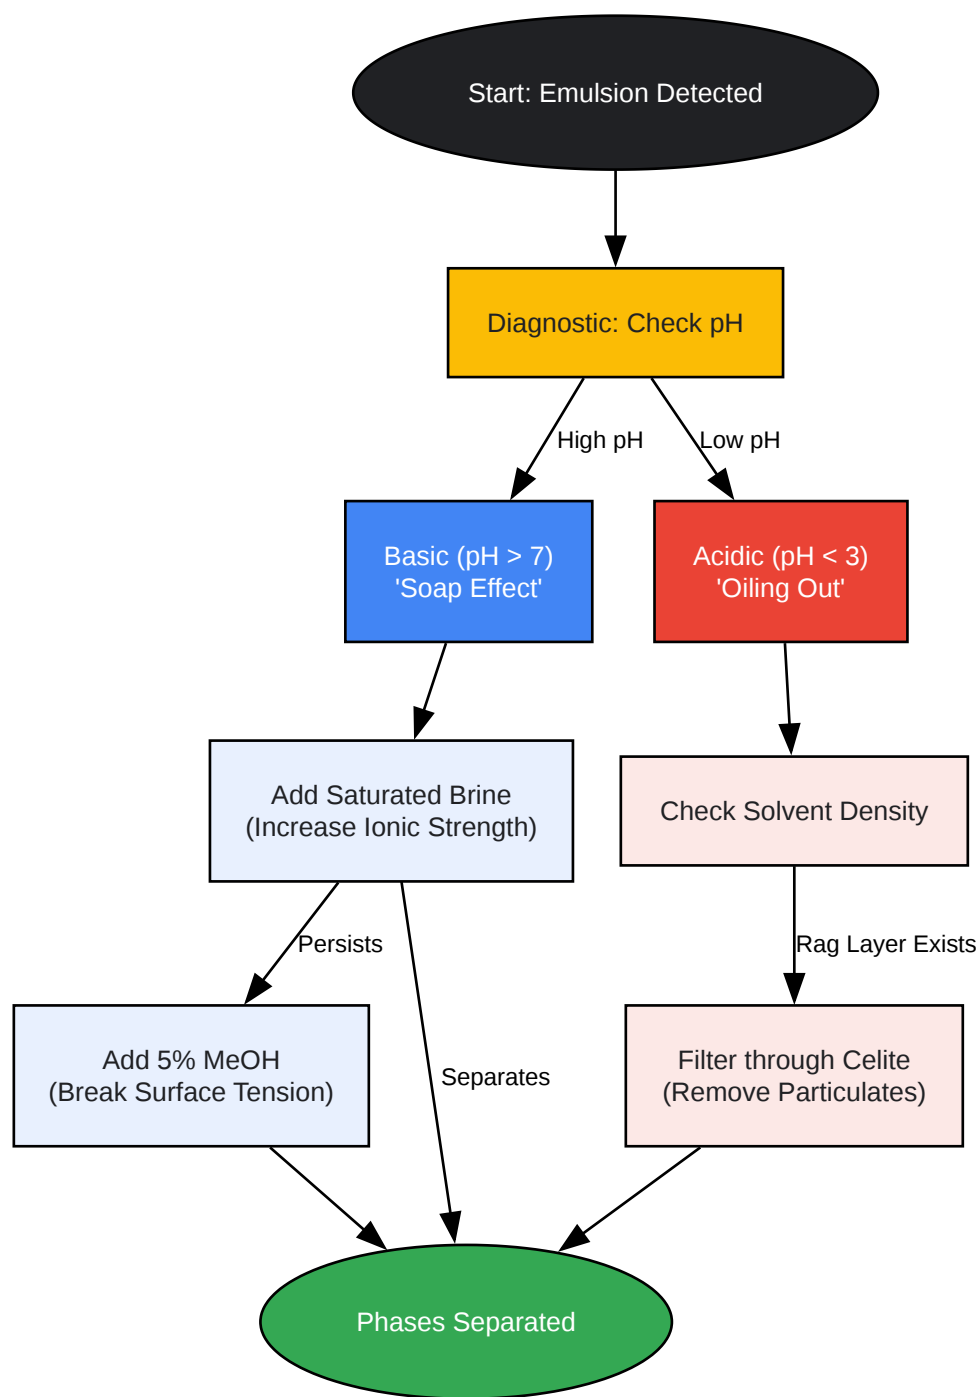 Start: Emulsion Detected
Diagnostic: Check pH
High pH
Low pH
Basic (pH > 7)
'Soap Effect'
Acidic (pH < 3)
'Oiling Out'
Add Saturated Brine
(Increase Ionic Strength)
Check Solvent Density
Persists
Rag Layer Exists
Add 5% MeOH
(Break Surface Tension)
Separates
Filter through Celite
(Remove Particulates)
Phases Separated